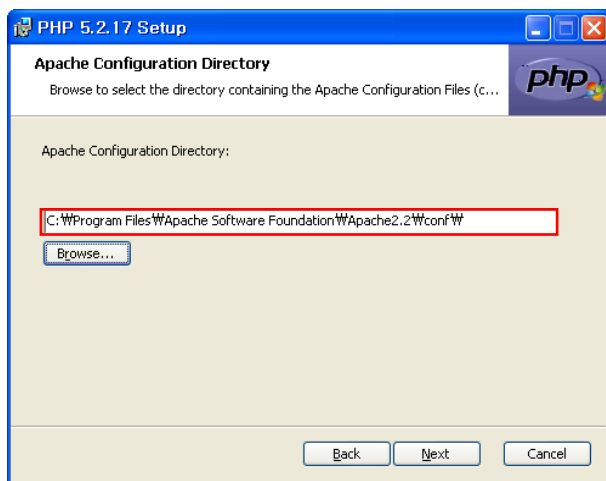 PHP 5.2.17 Setup
Apache Configuration Directory
Browse to select the directory containing the Apache Configuration Files (c...
php
Apache Configuration Directory:
C:₩Program Files₩Apache Software Foundation₩Apache2.2₩conf₩
Browse...
Back Next Cancel